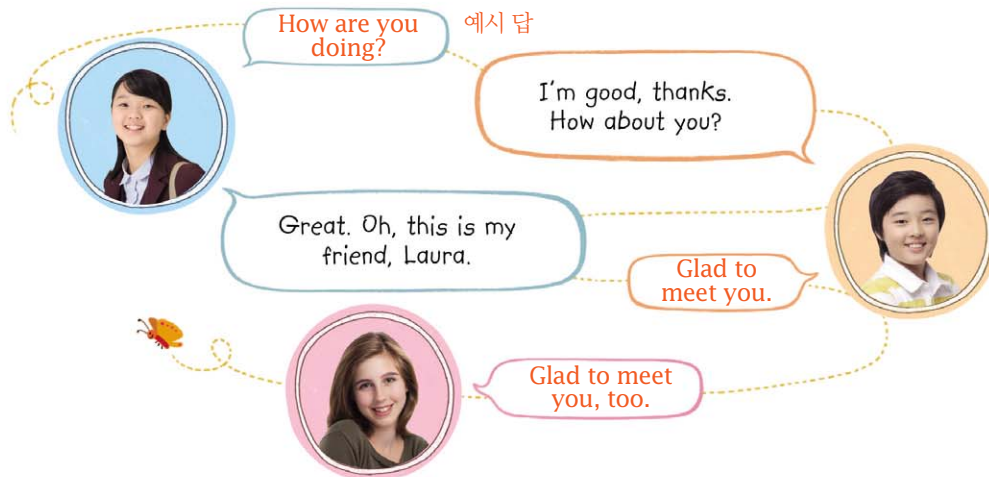 How are you
doing?
예시 답
I'm good, thanks.
How about you?
Great. Oh, this is my
friend, Laura.
Glad to
meet you.
Glad to meet
you, too.